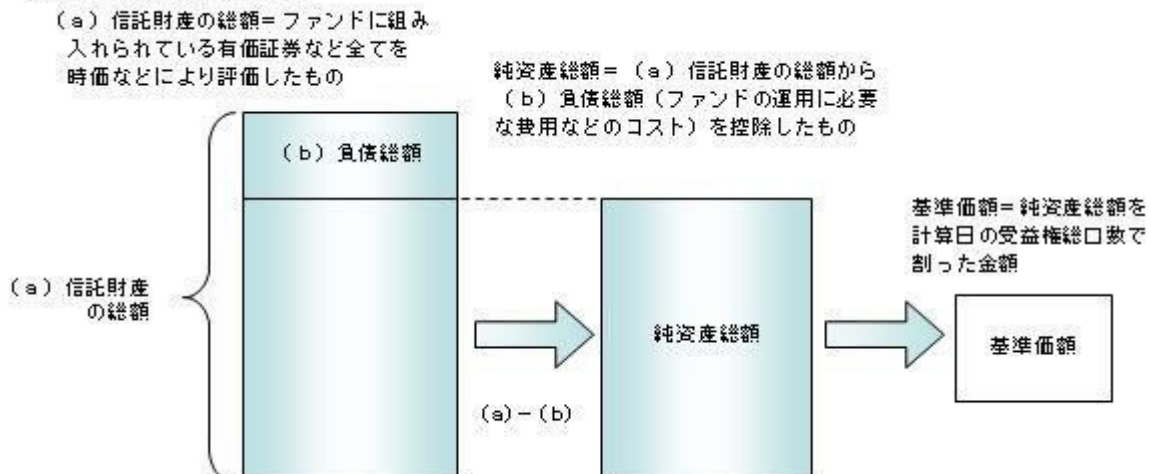 (a)信託財産の総額=ファンドに組み
入れられている有価証券など全てを
時価などにより評価したもの
純資産総額=(a)信託財産の総額から
(b)負債総額(ファンドの運用に必要
な費用などのコスト)を控除したもの
(b)負債総額
基準価額=純資産総額を
計算日の受益権総口数で
割った金額
(a)信託財産
の総額
純資産総額
基準価額
(a)-(b)